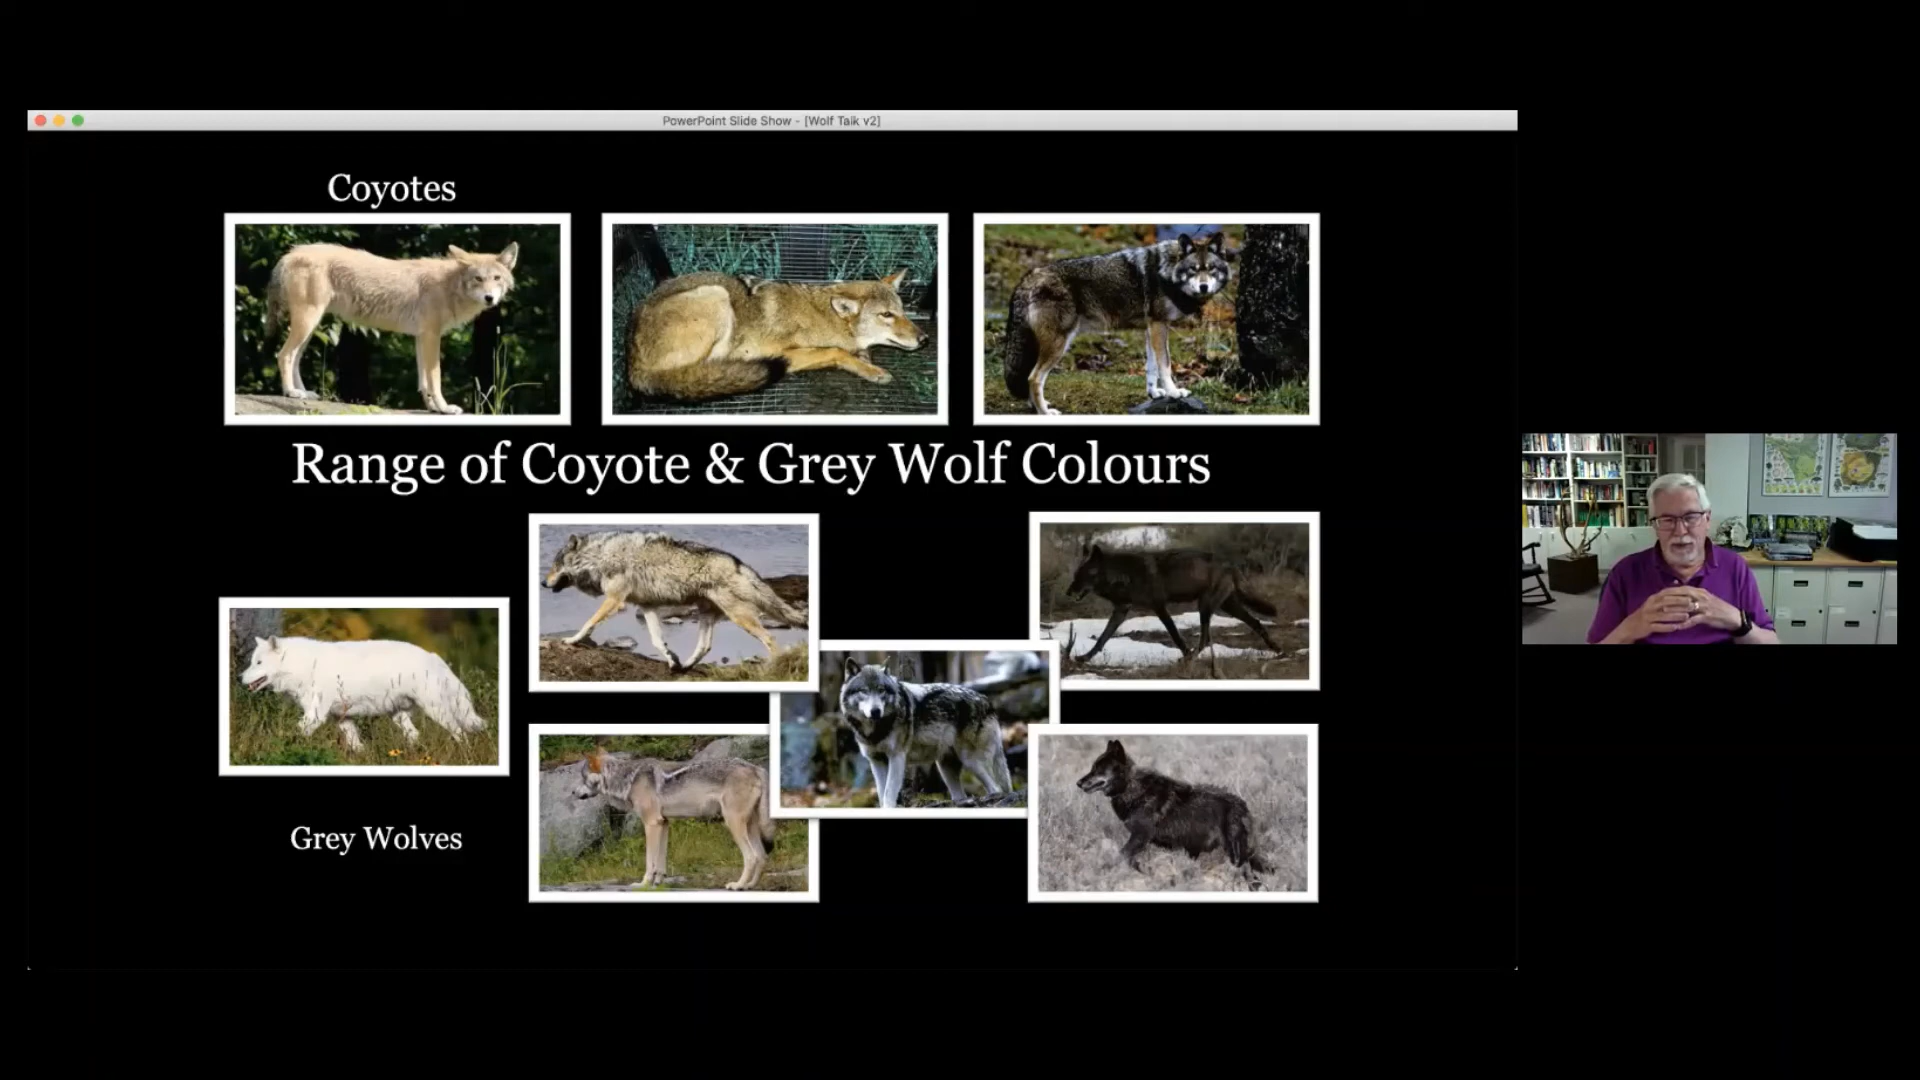 PowerPoint Slide Show - [Wolf Talk v2]
Coyotes
Range of Coyote & Grey Wolf Colours
Grey Wolves